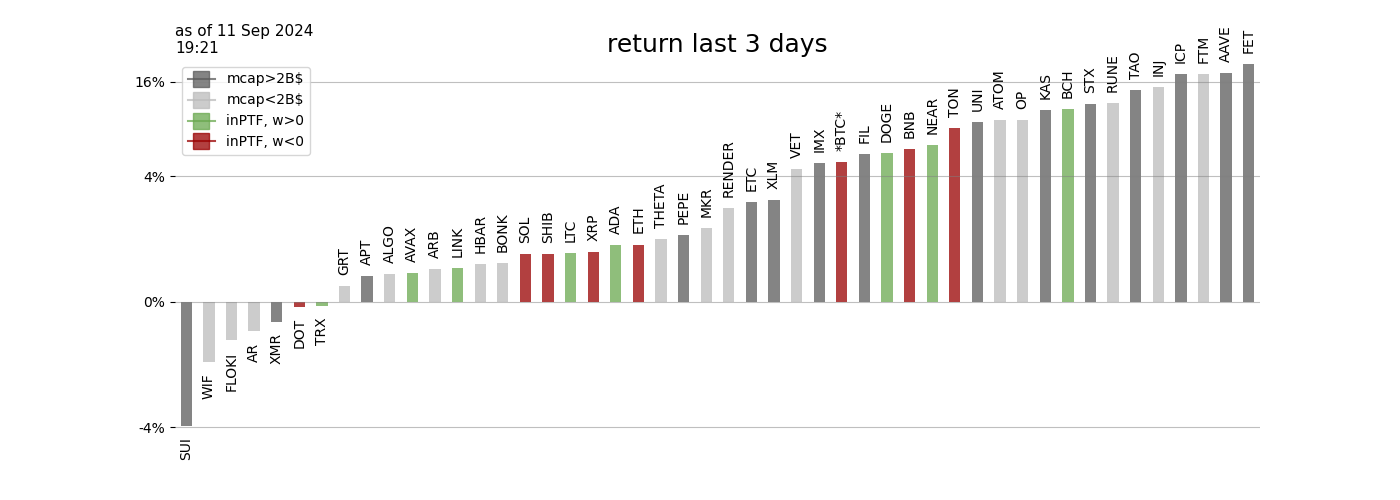 as of 11 Sep 2024
19:21
return last 3 days
mcap>2B$
mcap<2B$
inPTF, w>0
inPTF, w<0
16%
4%
0%
-4%
SUI
WIF
FLOKI
AR
XMR
DOT
TRX
GRT
APT
ALGO
AVAX
ARB
LINK
HBAR
BONK
SOL
SHIB
LTC
XRP
ADA
ETH
THETA
PEPE
MKR
RENDER
ETC
XLM
VET
IMX
*BTC*
FIL
DOGE
BNB
NEAR
TON
UNI
ATOM
OP
KAS
BCH
STX
RUNE
TAO
INJ
ICP
FTM
AAVE
FET